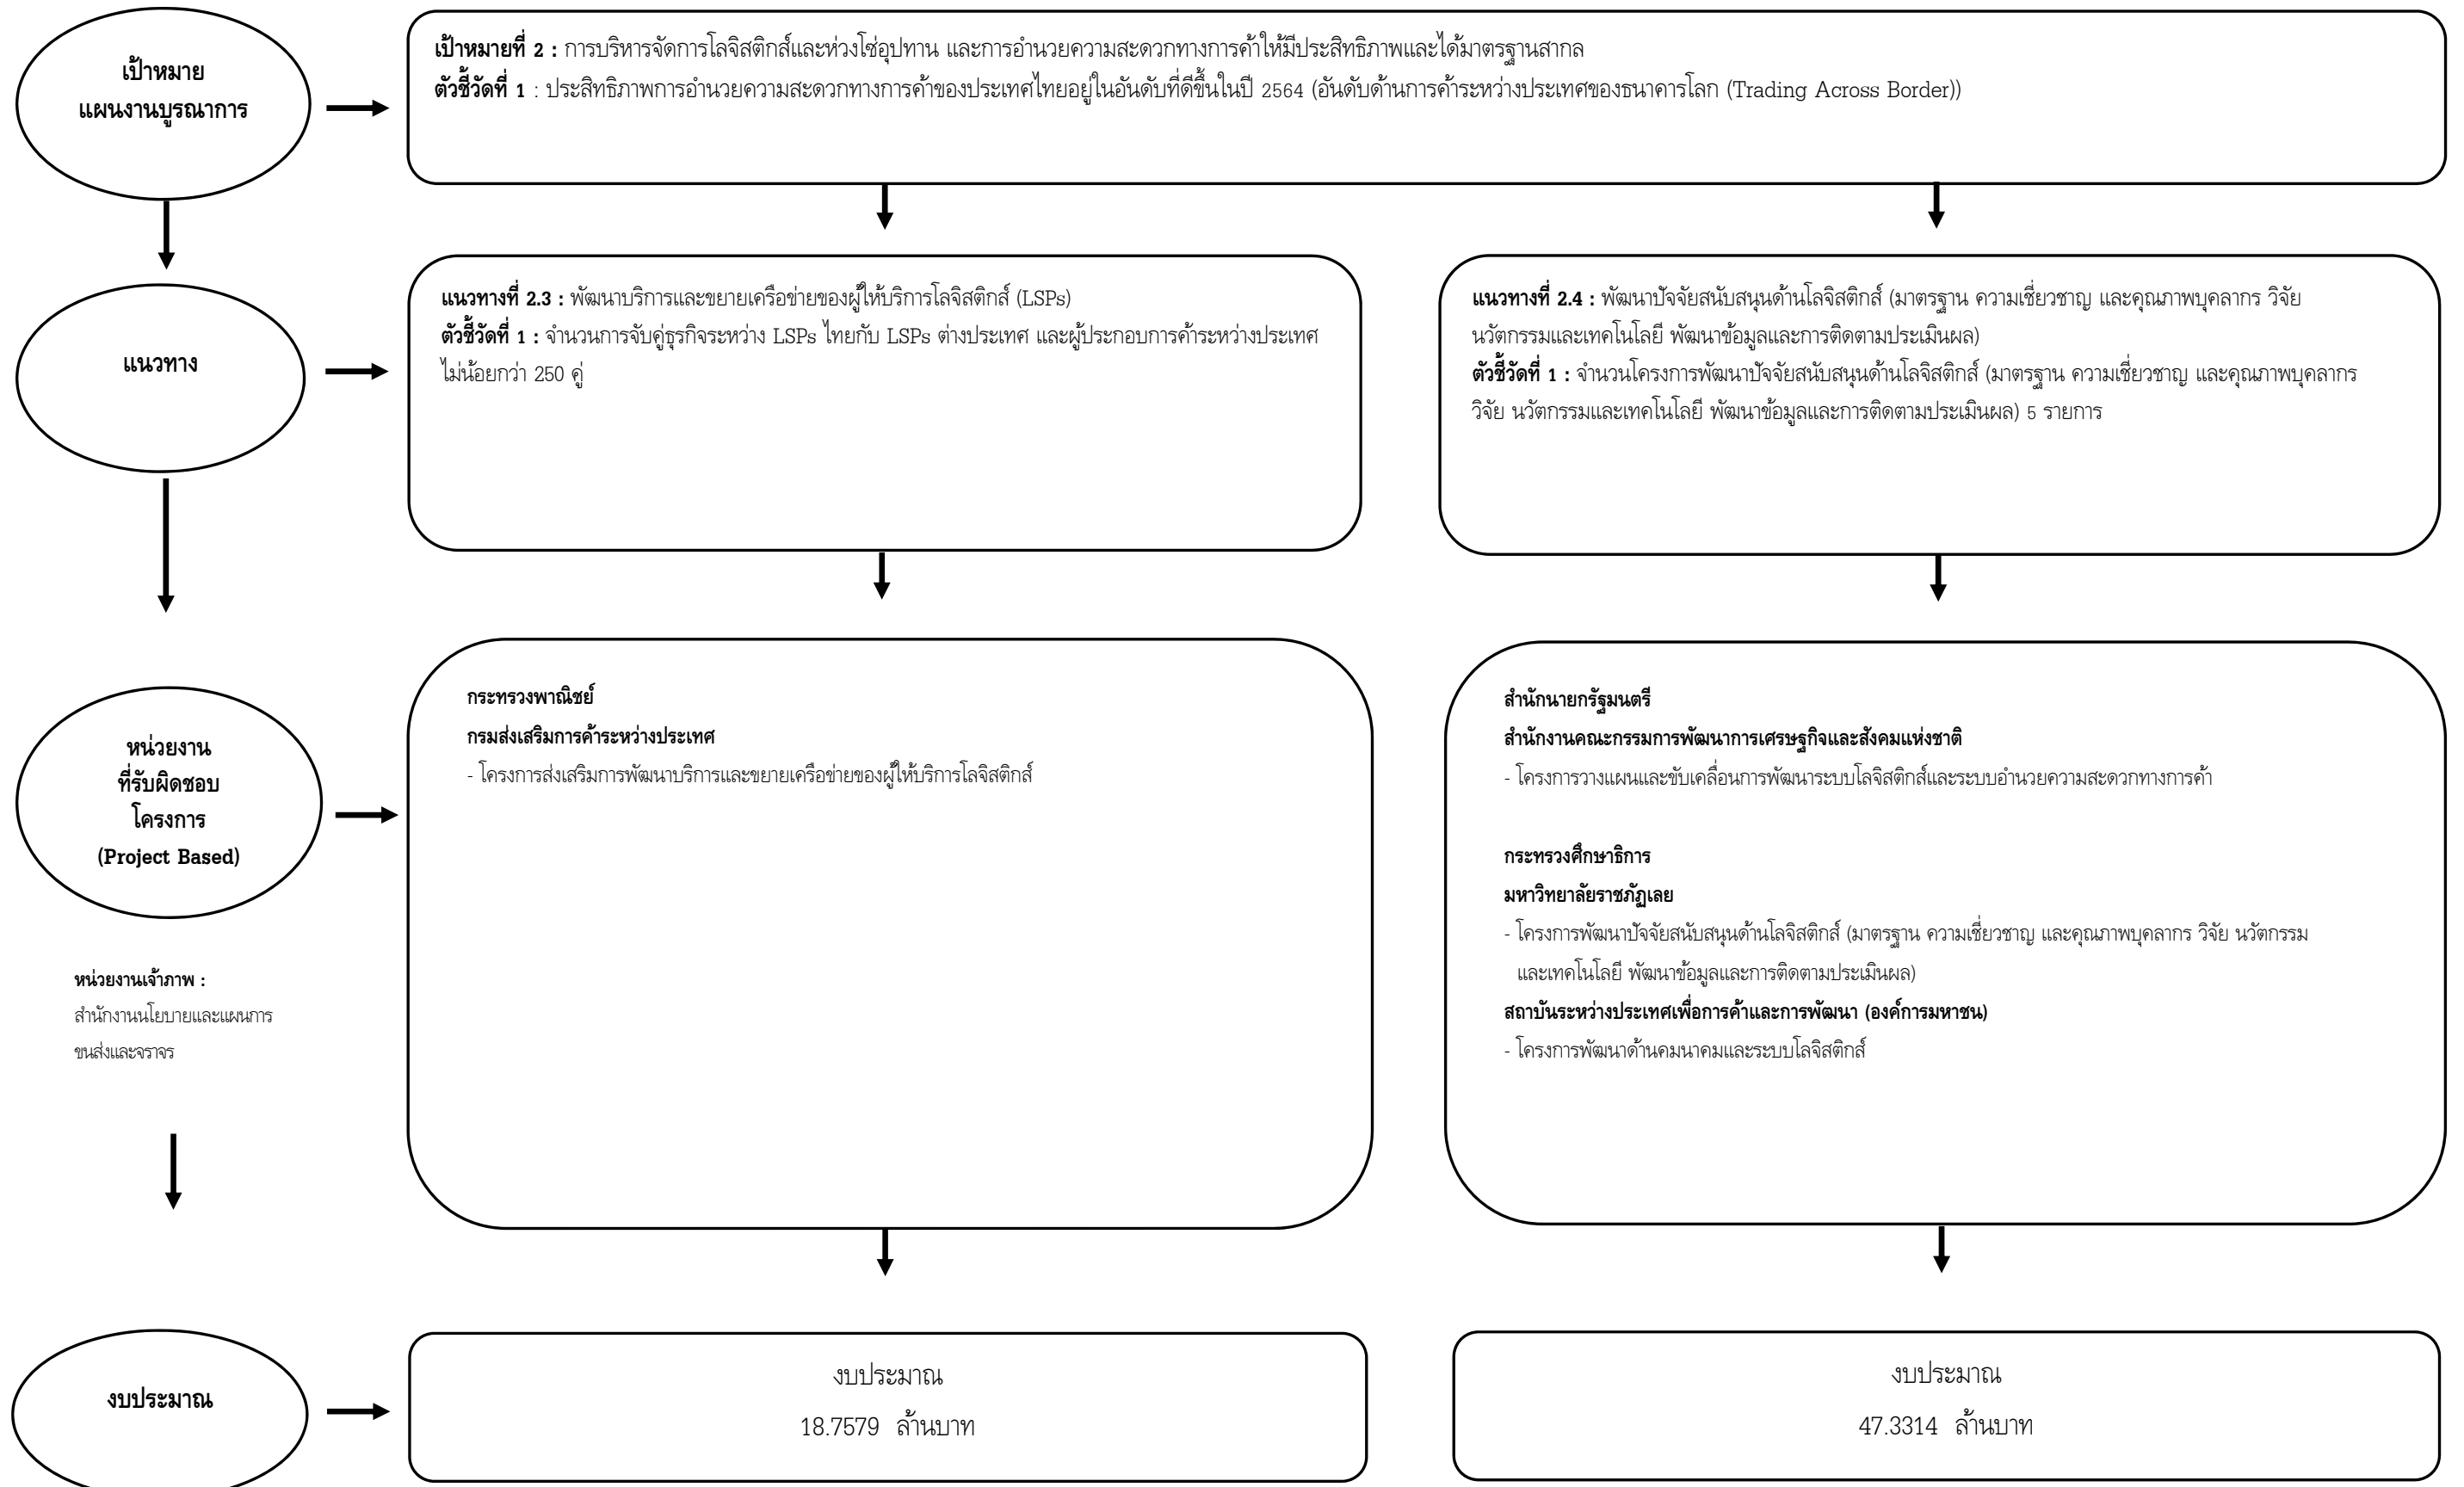 เป้าหมาย
แผนงานบูรณาการ
เป้าหมายที่ 2 : การบริหารจัดการโลจิสติกส์และห่วงโซ่อุปทาน และการอำนวยความสะดวกทางการค้าให้มีประสิทธิภาพและได้มาตรฐานสากล
ตัวชี้วัดที่ 1 : ประสิทธิภาพการอำนวยความสะดวกทางการค้าของประเทศไทยอยู่ในอันดับที่ดีขึ้นในปี 2564 (อันดับด้านการค้าระหว่างประเทศของธนาคารโลก (Trading Across Border))
แนวทาง
แนวทางที่ 2.3 : พัฒนาบริการและขยายเครือข่ายของผู้ให้บริการโลจิสติกส์ (LSPs)
ตัวชี้วัดที่ 1 : จำนวนการจับคู่ธุรกิจระหว่าง LSPs ไทยกับ LSPs ต่างประเทศ และผู้ประกอบการค้าระหว่างประเทศ
ไม่น้อยกว่า 250 คู่
แนวทางที่ 2.4 : พัฒนาปัจจัยสนับสนุนด้านโลจิสติกส์ (มาตรฐาน ความเชี่ยวชาญ และคุณภาพบุคลากร วิจัย
นวัตกรรมและเทคโนโลยี พัฒนาข้อมูลและการติดตามประเมินผล)
ตัวชี้วัดที่ 1 : จำนวนโครงการพัฒนาปัจจัยสนับสนุนด้านโลจิสติกส์ (มาตรฐาน ความเชี่ยวชาญ และคุณภาพบุคลากร
วิจัย นวัตกรรมและเทคโนโลยี พัฒนาข้อมูลและการติดตามประเมินผล) 5 รายการ
หน่วยงาน
ที่รับผิดชอบ
โครงการ
(Project Based)
หน่วยงานเจ้าภาพ :
สำนักงานนโยบายและแผนการ
ขนส่งและจราจร
กระทรวงพาณิชย์
กรมส่งเสริมการค้าระหว่างประเทศ
- โครงการส่งเสริมการพัฒนาบริการและขยายเครือข่ายของผู้ให้บริการโลจิสติกส์
สำนักนายกรัฐมนตรี
สำนักงานคณะกรรมการพัฒนาการเศรษฐกิจและสังคมแห่งชาติ
- โครงการวางแผนและขับเคลื่อนการพัฒนาระบบโลจิสติกส์และระบบอำนวยความสะดวกทางการค้า
กระทรวงศึกษาธิการ
มหาวิทยาลัยราชภัฏเลย
- โครงการพัฒนาปัจจัยสนับสนุนด้านโลจิสติกส์ (มาตรฐาน ความเชี่ยวชาญ และคุณภาพบุคลากร วิจัย นวัตกรรม
และเทคโนโลยี พัฒนาข้อมูลและการติดตามประเมินผล)
สถาบันระหว่างประเทศเพื่อการค้าและการพัฒนา (องค์การมหาชน)
- โครงการพัฒนาด้านคมนาคมและระบบโลจิสติกส์
งบประมาณ
งบประมาณ
18.7579 ล้านบาท
งบประมาณ
47.3314 ล้านบาท